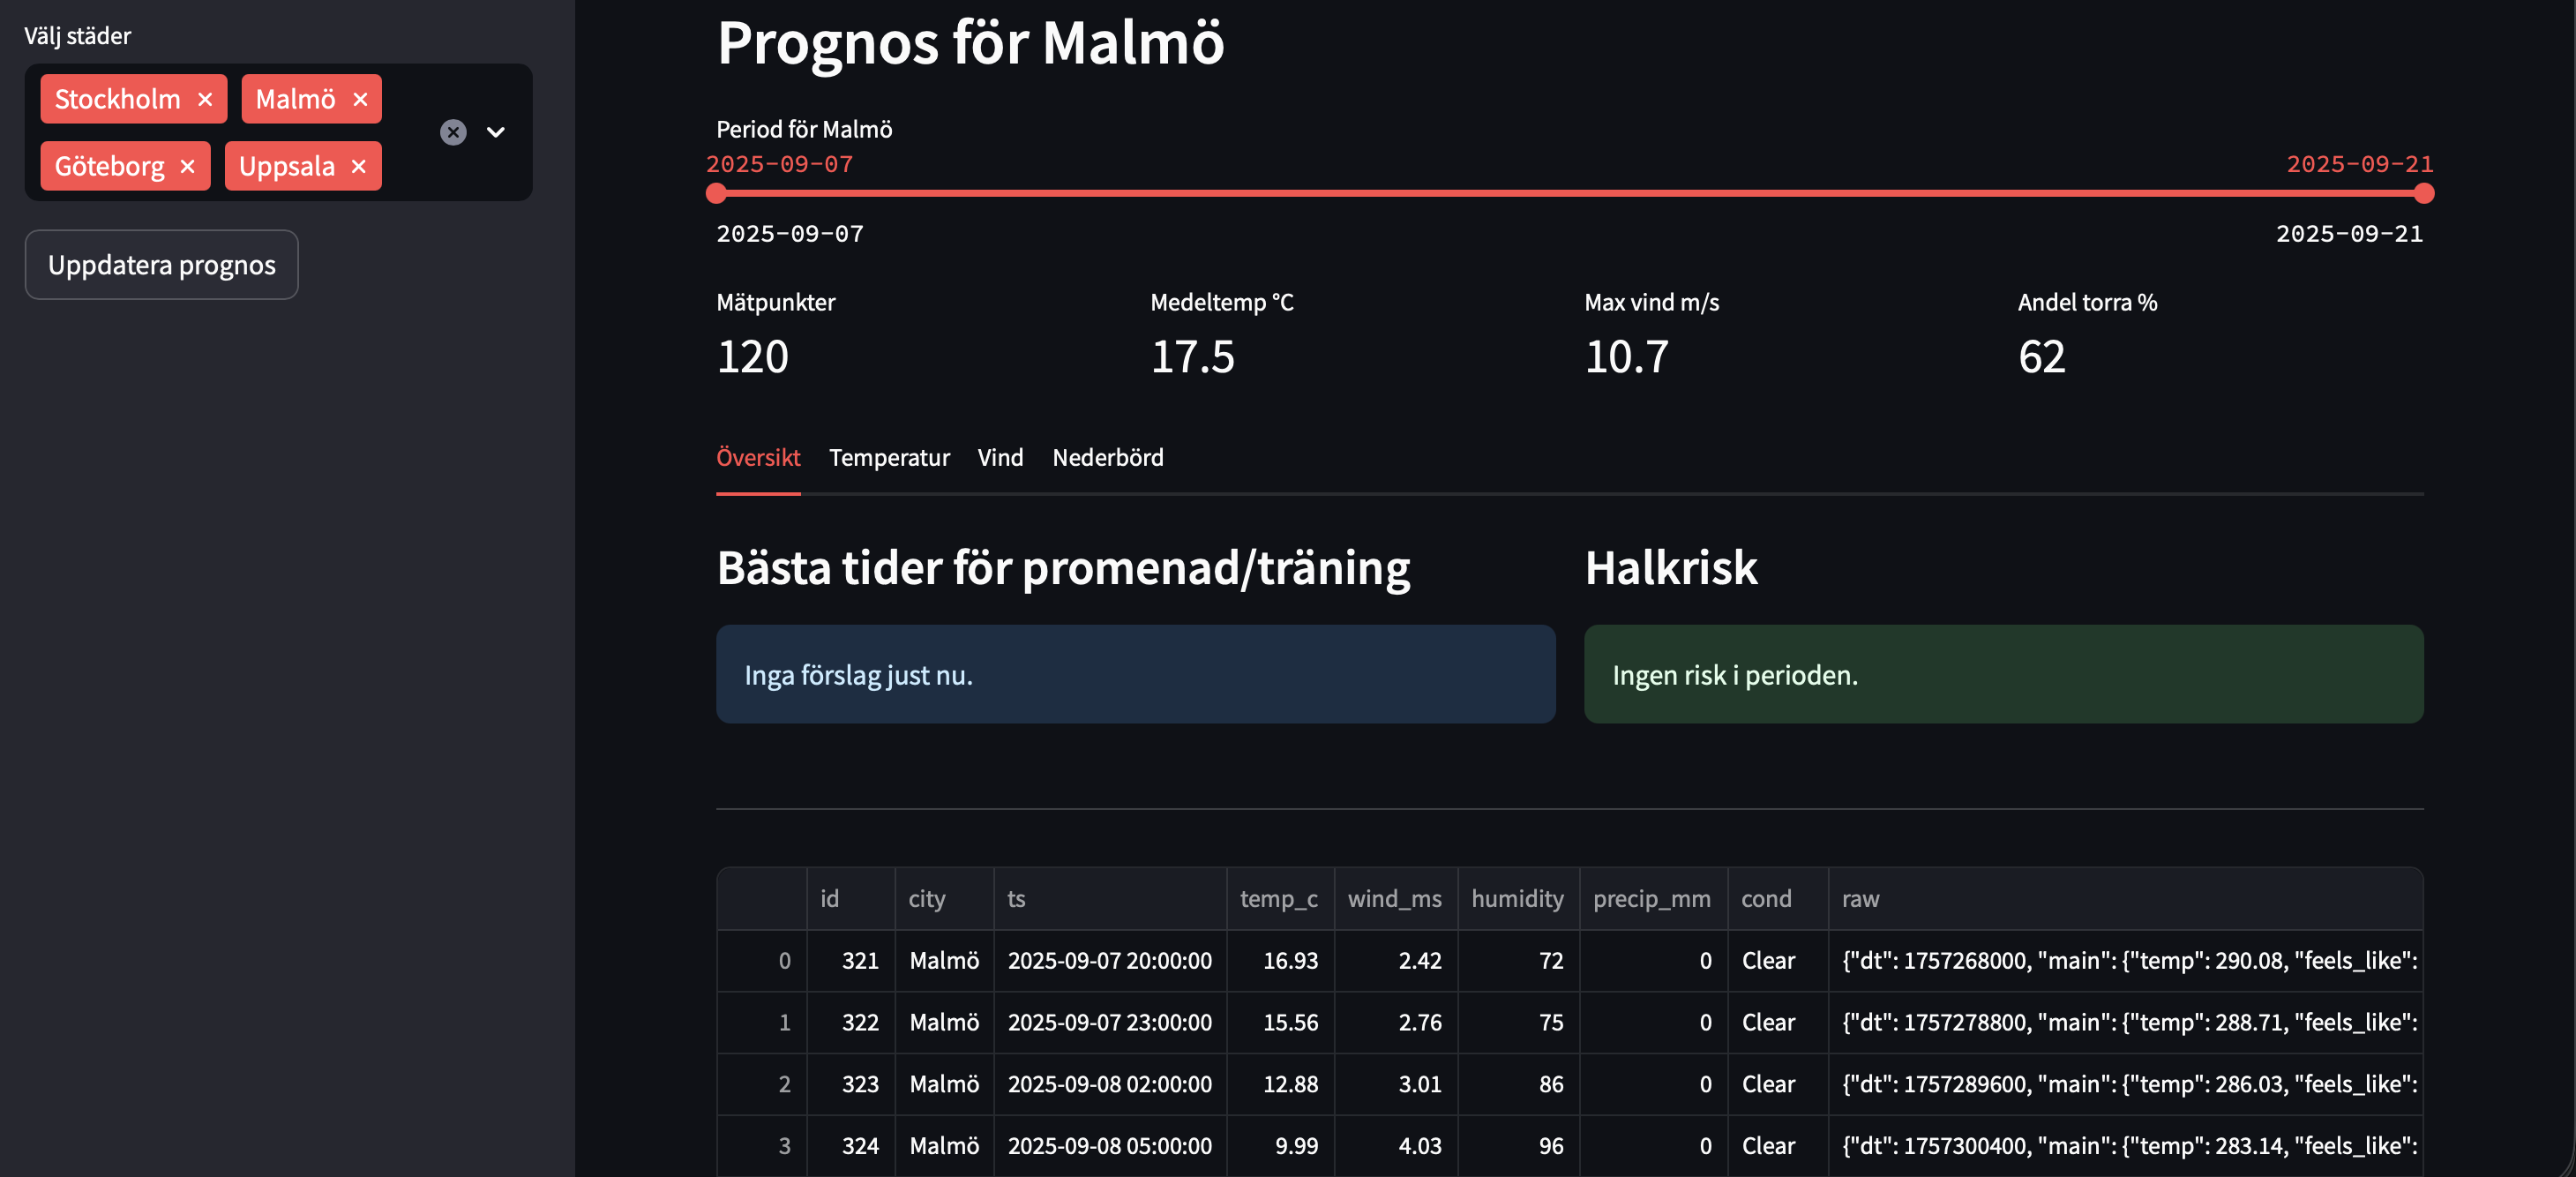 Välj städer
Stockholm × Malmö ×
Göteborg × Uppsala ×
Uppdatera prognos
Prognos för Malmö
Period för Malmö
2025-09-07 2025-09-21
2025-09-07 2025-09-21
Mätpunkter Medeltemp °C Max vind m/s Andel torra %
120 17.5 10.7 62
Översikt Temperatur Vind Nederbörd
Bästa tider för promenad/träning Halkrisk
Inga förslag just nu. Ingen risk i perioden.
id city ts temp_c wind_ms humidity precip_mm cond raw
0 321 Malmö 2025-09-07 20:00:00 16.93 2.42 72 0 Clear {"dt": 1757268000, "main": {"temp": 290.08, "feels_like":
1 322 Malmö 2025-09-07 23:00:00 15.56 2.76 75 0 Clear {"dt": 1757278800, "main": {"temp": 288.71, "feels_like":
2 323 Malmö 2025-09-08 02:00:00 12.88 3.01 86 0 Clear {"dt": 1757289600, "main": {"temp": 286.03, "feels_like":
3 324 Malmö 2025-09-08 05:00:00 9.99 4.03 96 0 Clear {"dt": 1757300400, "main": {"temp": 283.14, "feels_like":